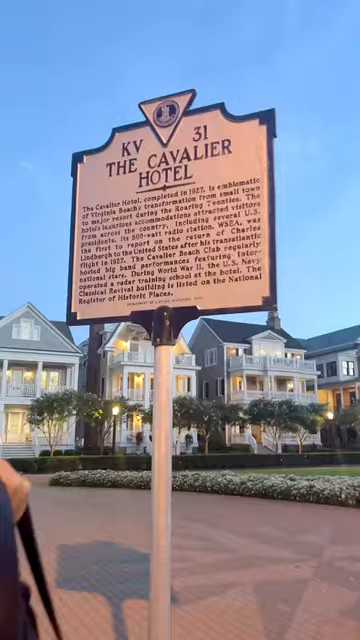 KV 31
THE CAVALIER
HOTEL
The Cavalier Hotel, completed in 1927, is emblematic
of Virginia Beach's transformation from small town
to major resort during the Roaring Twenties. The
hotel's luxurious accommodations attracted visitors
from across the country, including several U.S.
presidents. Its 500-watt radio station, WSEA, was
the first to report on the return of Charles
Lindbergh to the United States after his transatlantic
flight in 1927. The Cavalier Beach Club regularly
hosted big band performances featuring inter-
national stars. During World War II, the U.S. Navy
operated a radar training school at the hotel. The
Classical Revival building is listed on the National
Register of Historic Places.
DEPARTMENT OF HISTORIC RESOURCES,